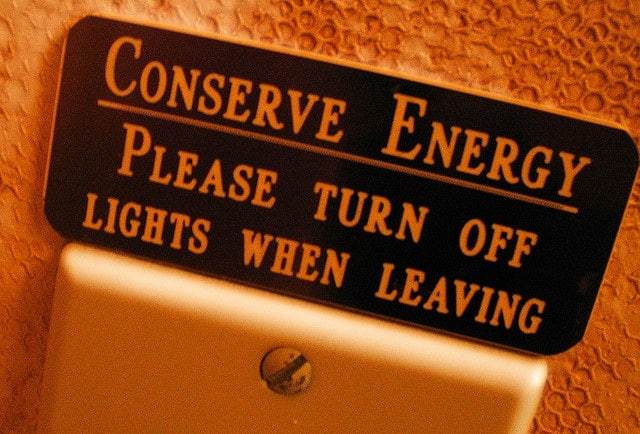 CONSERVE ENERGY
PLEASE TURN OFF
LIGHTS WHEN LEAVING